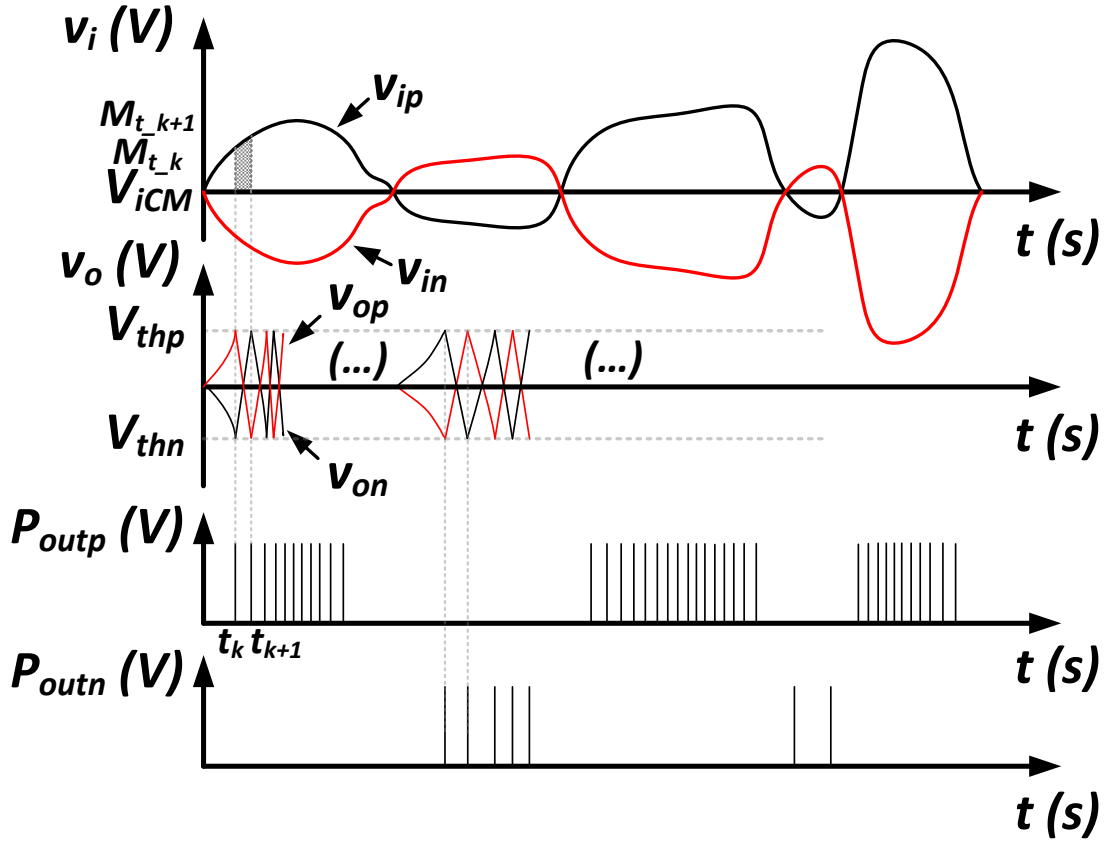 v_i (V)
v_ip
M_t_k+1
M_t_k
V_iCM
t (s)
v_in
v_o (V)
v_op
V_thp
(...) (...)
V_thn
t (s)
v_on
P_outp (V)
t_k t_k+1
t (s)
P_outn (V)
t (s)